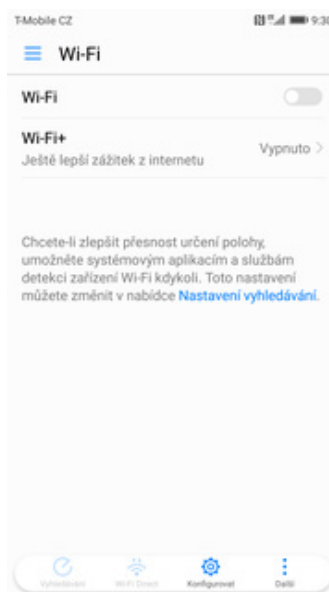 T-Mobile CZ 9:30
Wi-Fi
Wi-Fi
Wi-Fi+
Ještě lepší zážitek z internetu
Vypnuto
Chcete-li zlepšit přesnost určení polohy,
umožněte systémovým aplikacím a službám
detekci zařízení Wi-Fi kdykoli. Toto nastavení
můžete změnit v nabídce Nastavení vyhledávání.
Vyhledávání Wi-Fi Direct Konfigurovat Další